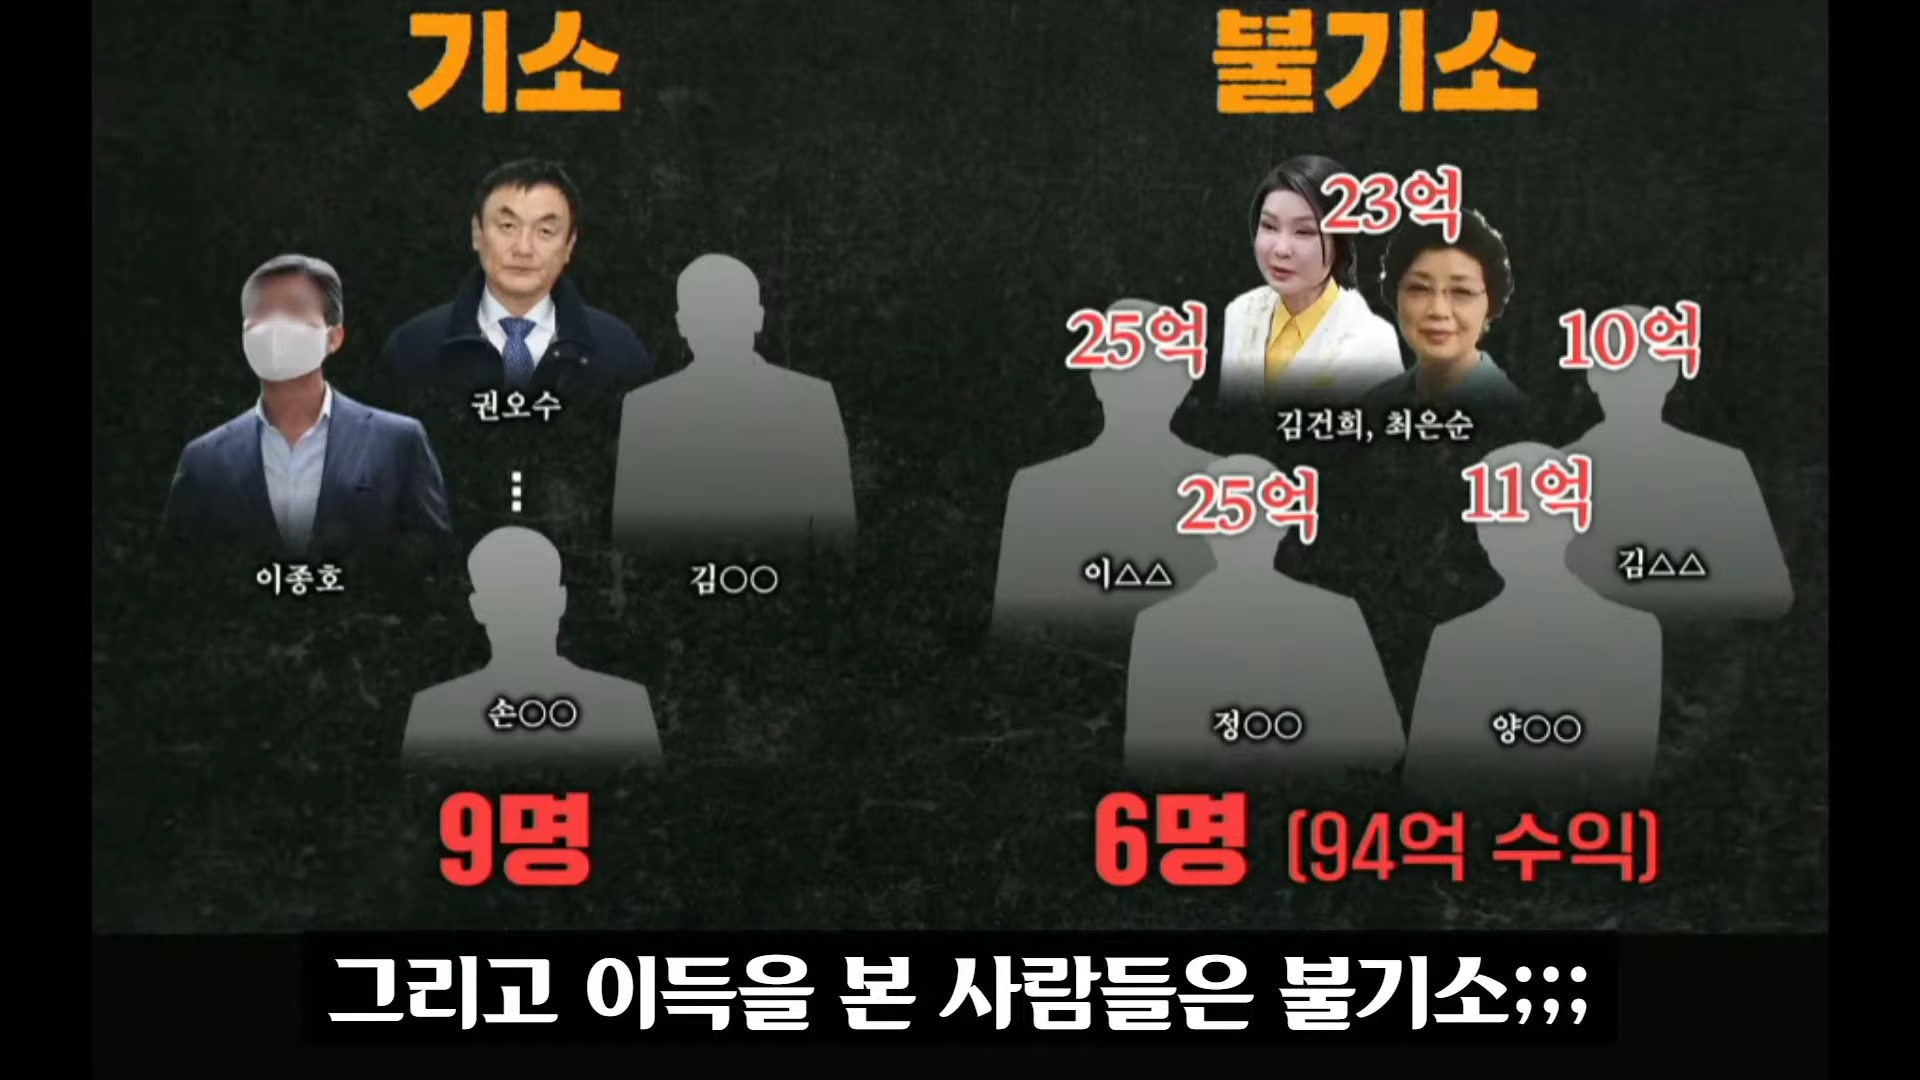 기소
불기소
권오수
이종호
김○○
손○○
9명
23억
25억
10억
김건희, 최은순
25억
11억
이△△
김△△
정○○
양○○
6명 (94억 수익)
그리고 이득을 본 사람들은 불기소;;;